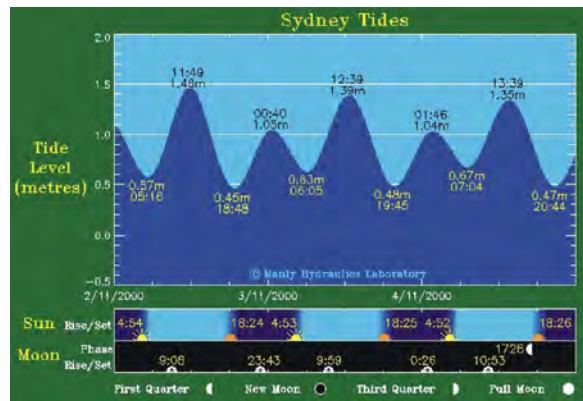 Sydney Tides
2.0
11:49
1.46m
12:39
1.39m
13:39
1.35m
1.5
00:40
1.05m
01:46
1.04m
1.0
Tide
Level
(metres)
0.57m
05:16
0.45m
18:48
0.63m
06:05
0.48m
19:45
0.67m
07:04
0.47m
20:44
0.5
0.0
© Manly Hydraulics Laboratory
-0.5
2/11/2000 3/11/2000 4/11/2000
Sun Rise/Set 4:54 18:24 4:53 18:25 4:52 18:26
Moon Phase 1726
Rise/Set 9:06 23:43 9:59 0:26 10:53
First Quarter New Moon Third Quarter Full Moon